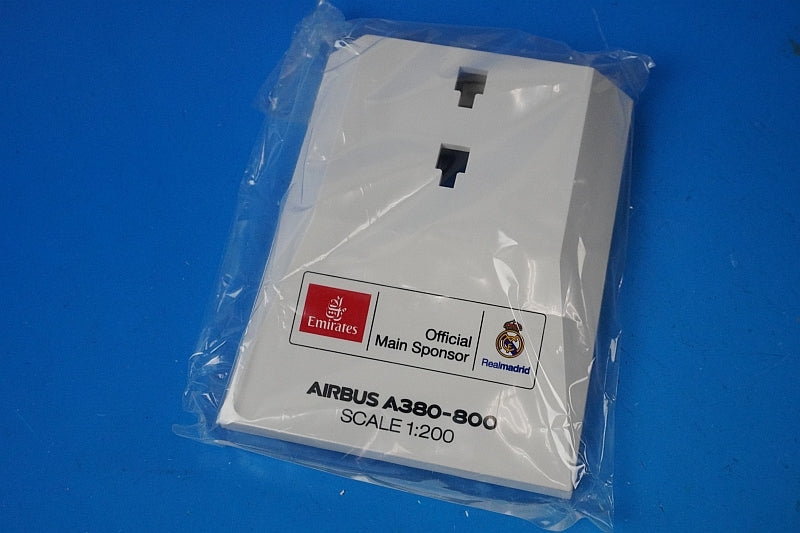 Emirates
Official
Main Sponsor
Realmadrid
AIRBUS A380-800
SCALE 1:200